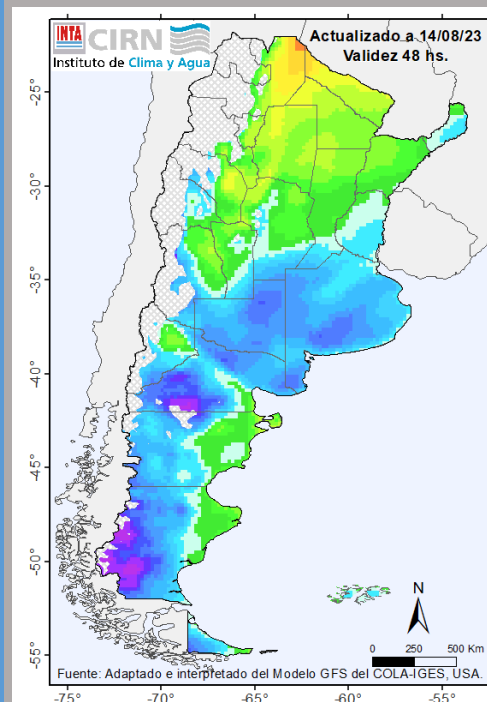 INTA CIRN
Instituto de Clima y Agua
Actualizado a 14/08/23
Validez 48 hs.
-25°
-30°
-35°
-40°
-45°
-50°
-55°
N
0 250 500 Km
Fuente: Adaptado e interpretado del Modelo GFS del COLA-IGES, USA.
-75° -70° -65° -60° -55°